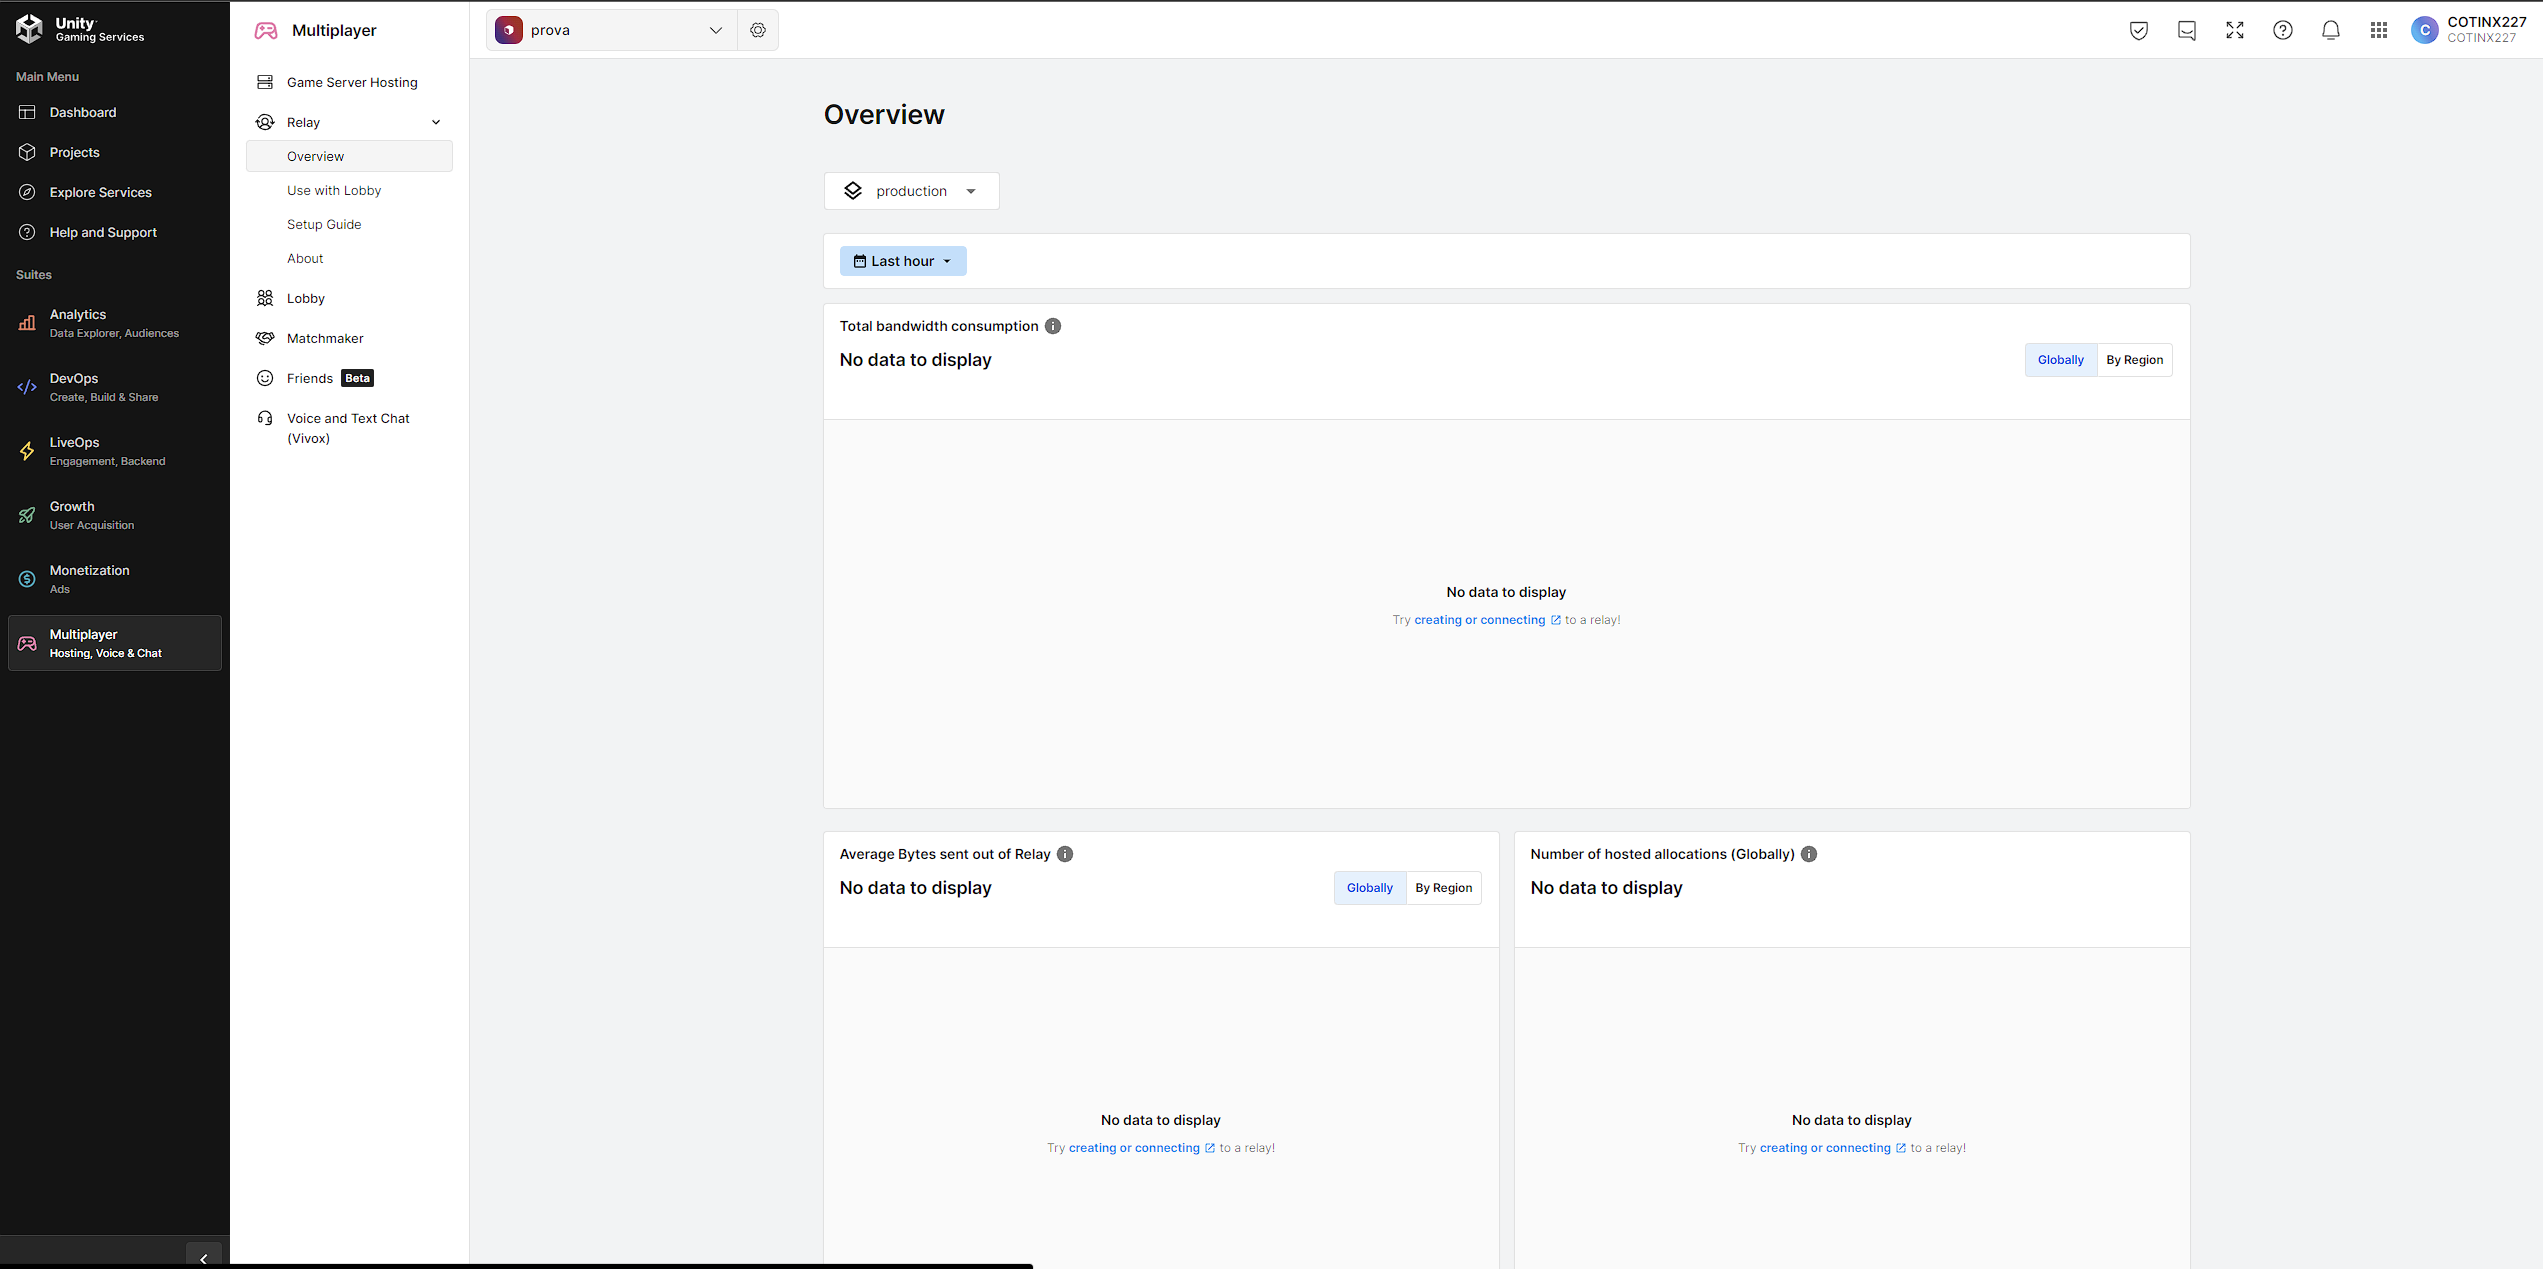 Unity
Gaming Services
Main Menu
Dashboard
Projects
Explore Services
Help and Support
Suites
Analytics
Data Explorer, Audiences
DevOps
Create, Build & Share
LiveOps
Engagement, Backend
Growth
User Acquisition
Monetization
Ads
Multiplayer
Hosting, Voice & Chat
Multiplayer
Game Server Hosting
Relay
Overview
Use with Lobby
Setup Guide
About
Lobby
Matchmaker
Friends Beta
Voice and Text Chat
(Vivox)
prova
C COTINX227
COTINX227
Overview
production
Last hour
Total bandwidth consumption
No data to display
Globally By Region
No data to display
Try creating or connecting to a relay!
Average Bytes sent out of Relay
No data to display
Globally By Region
No data to display
Try creating or connecting to a relay!
Number of hosted allocations (Globally)
No data to display
No data to display
Try creating or connecting to a relay!